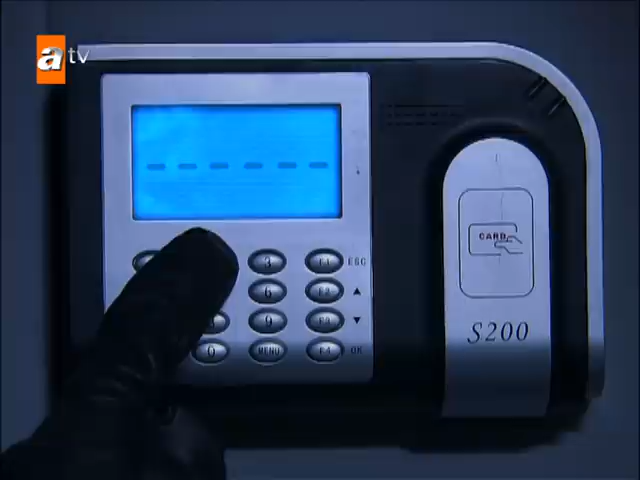 atv
- - - - - -
3 F1 ESC
6 F2 ▲
9 F3 ▼
0 MENU F4 OK
CARD
S200